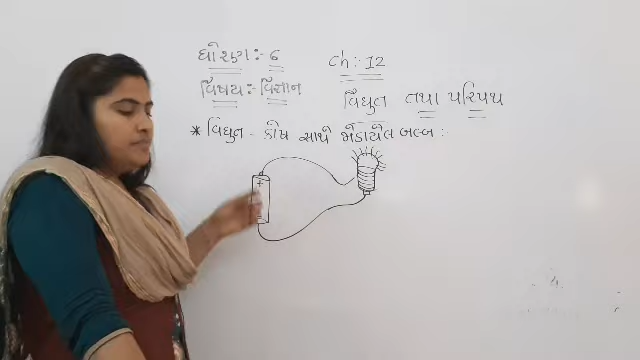 ધોરણ :- 6
ch : 12
વિષય :- વિજ્ઞાન
વિદ્યુત તથા પરિપથ
* વિદ્યુત - કોષ સાથે જોડાયેલ બલ્બ :-
+